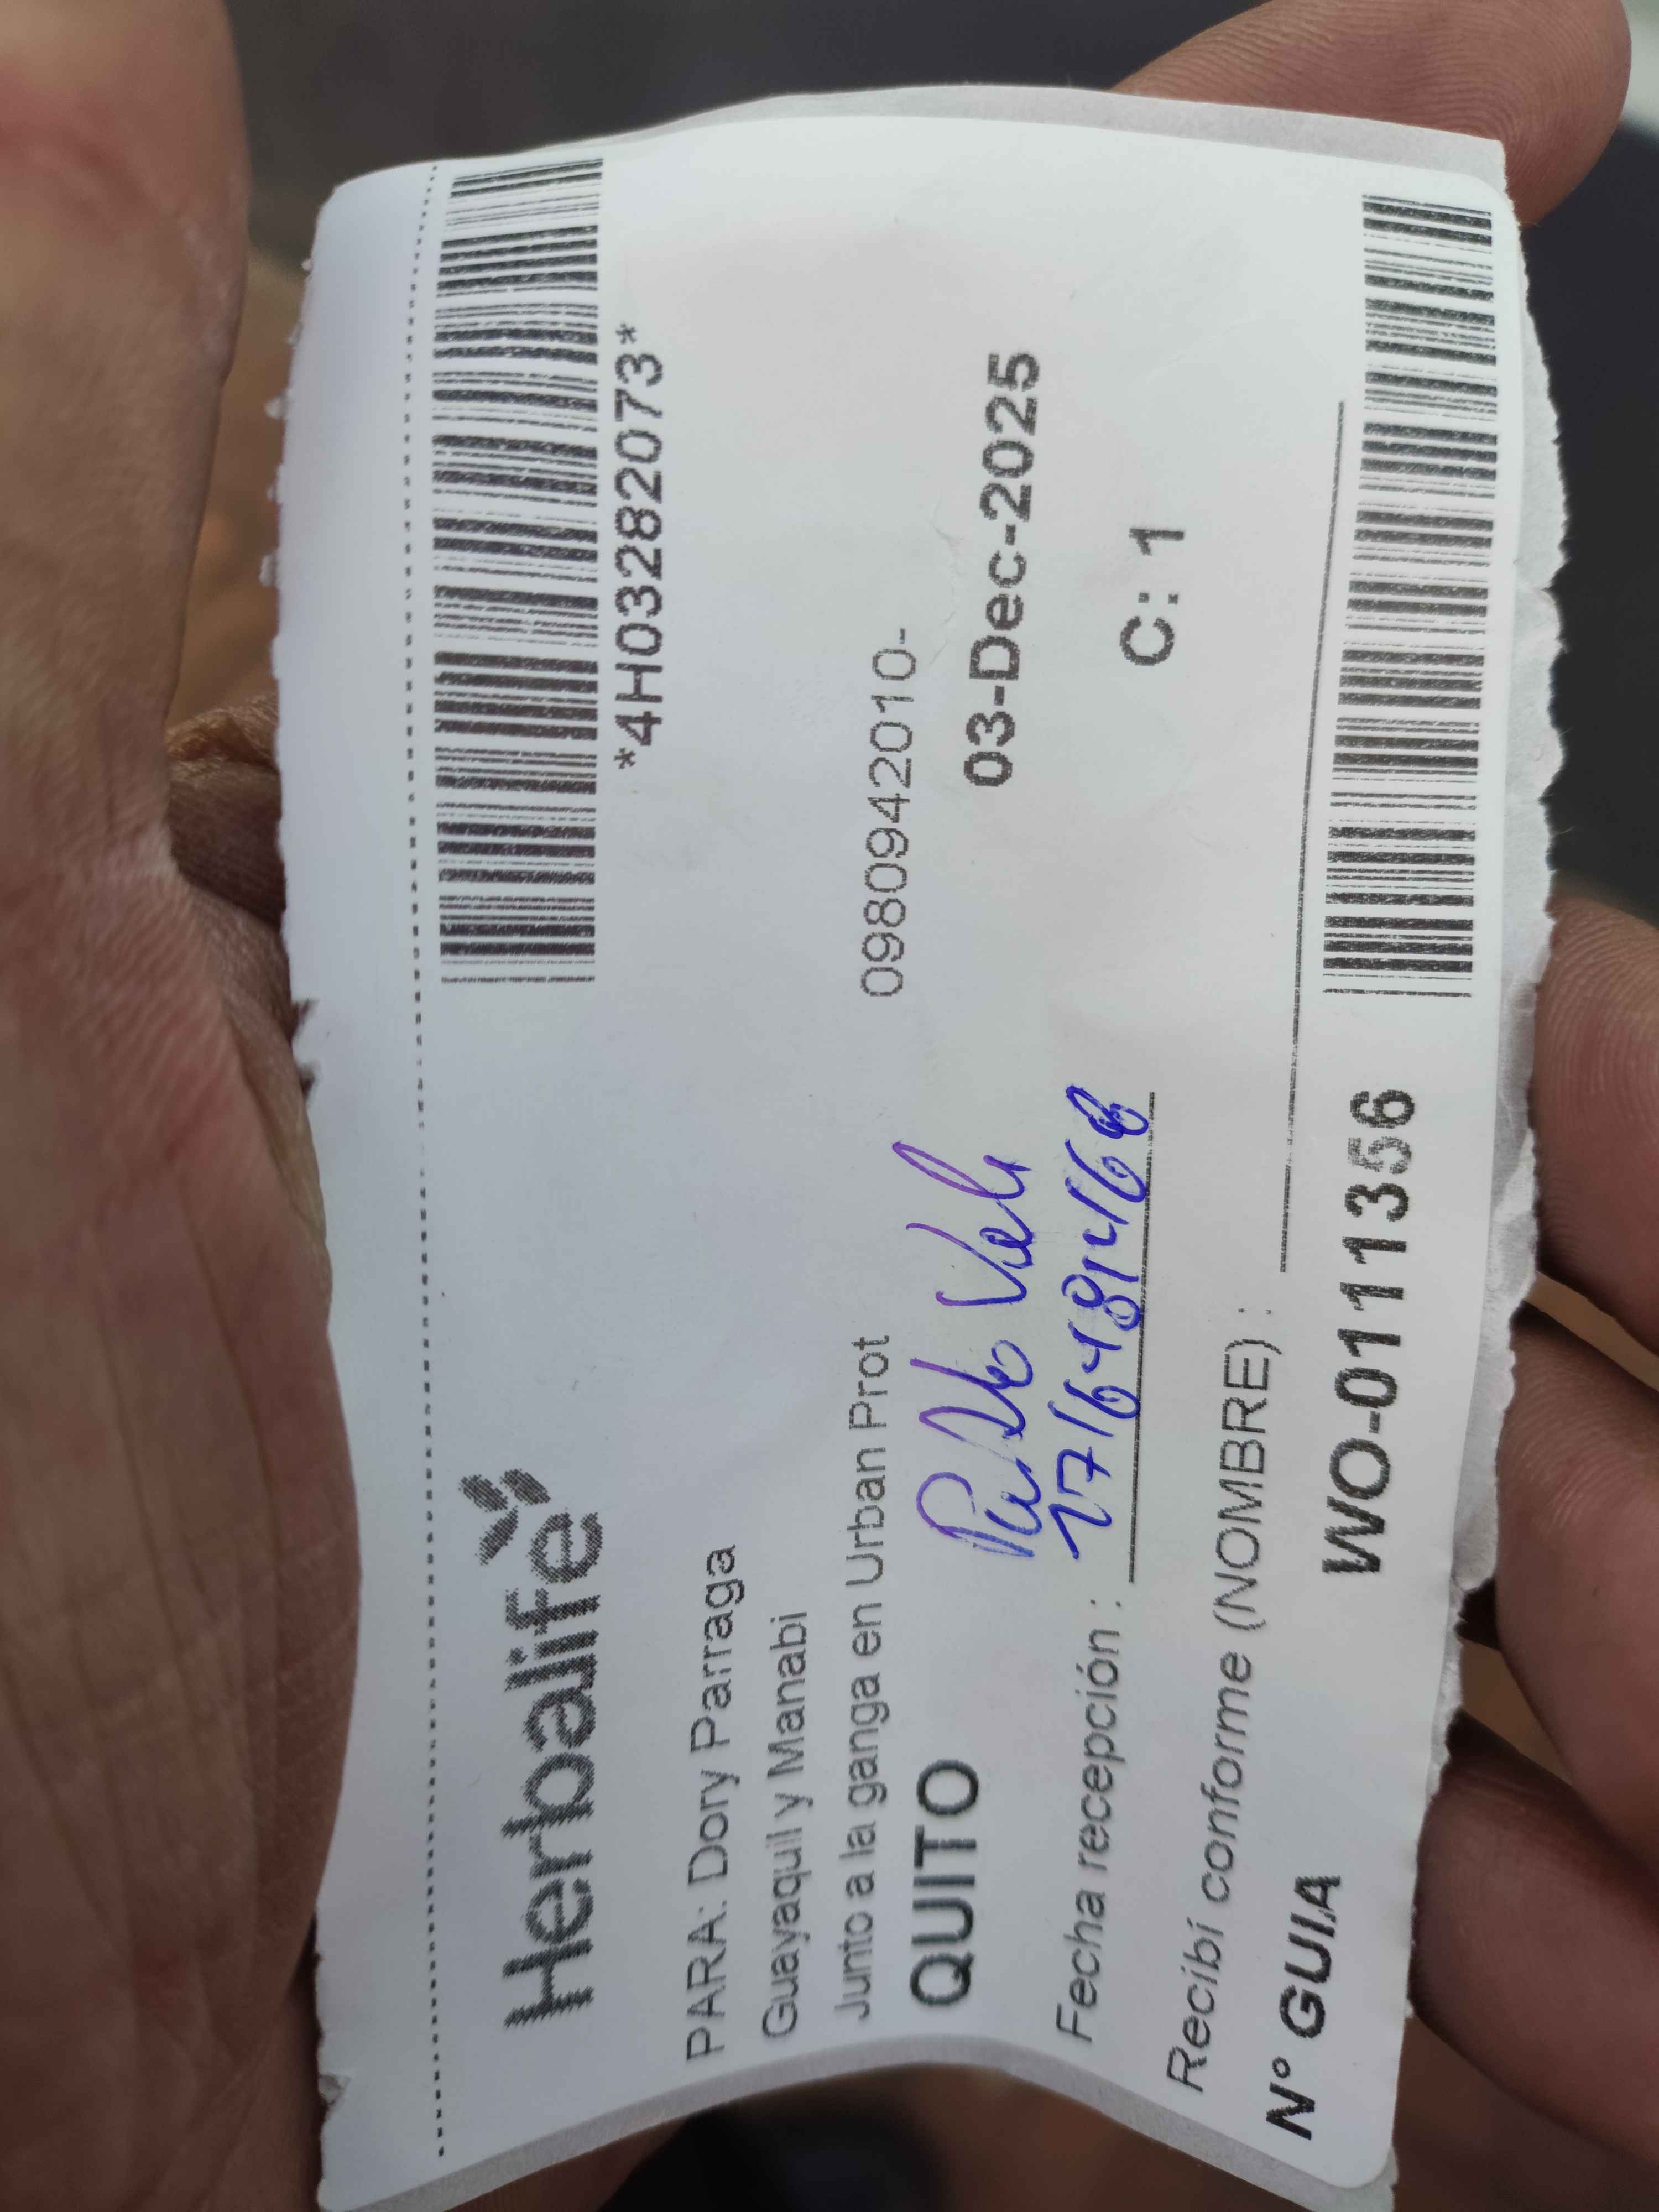 Herbalife
*4H03282073*
PARA: Dory Parraga
Guayaquil y Manabi
Junto a la ganga en Urban Prot
0980942010-
QUITO
03-Dec-2025
Fecha recepción :
C: 1
Recibí conforme (NOMBRE) :
N° GUIA
WO-0111356